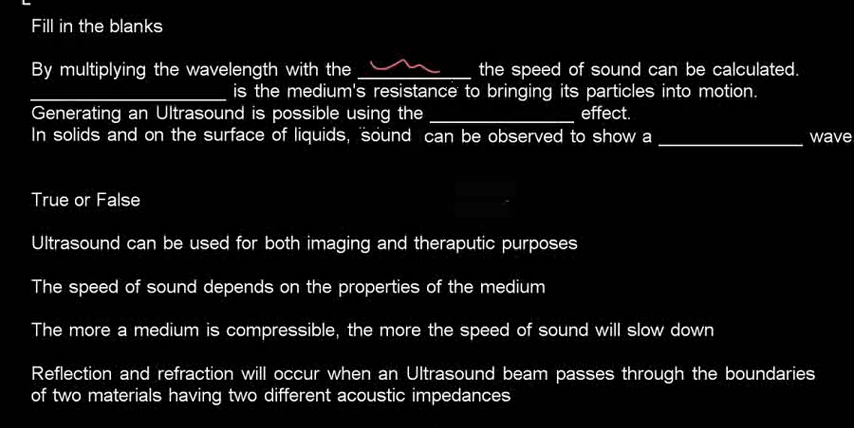 Fill in the blanks
By multiplying the wavelength with the ___________ the speed of sound can be calculated.
____________________ is the medium's resistance to bringing its particles into motion.
Generating an Ultrasound is possible using the _______________ effect.
In solids and on the surface of liquids, sound can be observed to show a _______________ wave
True or False
Ultrasound can be used for both imaging and theraputic purposes
The speed of sound depends on the properties of the medium
The more a medium is compressible, the more the speed of sound will slow down
Reflection and refraction will occur when an Ultrasound beam passes through the boundaries
of two materials having two different acoustic impedances